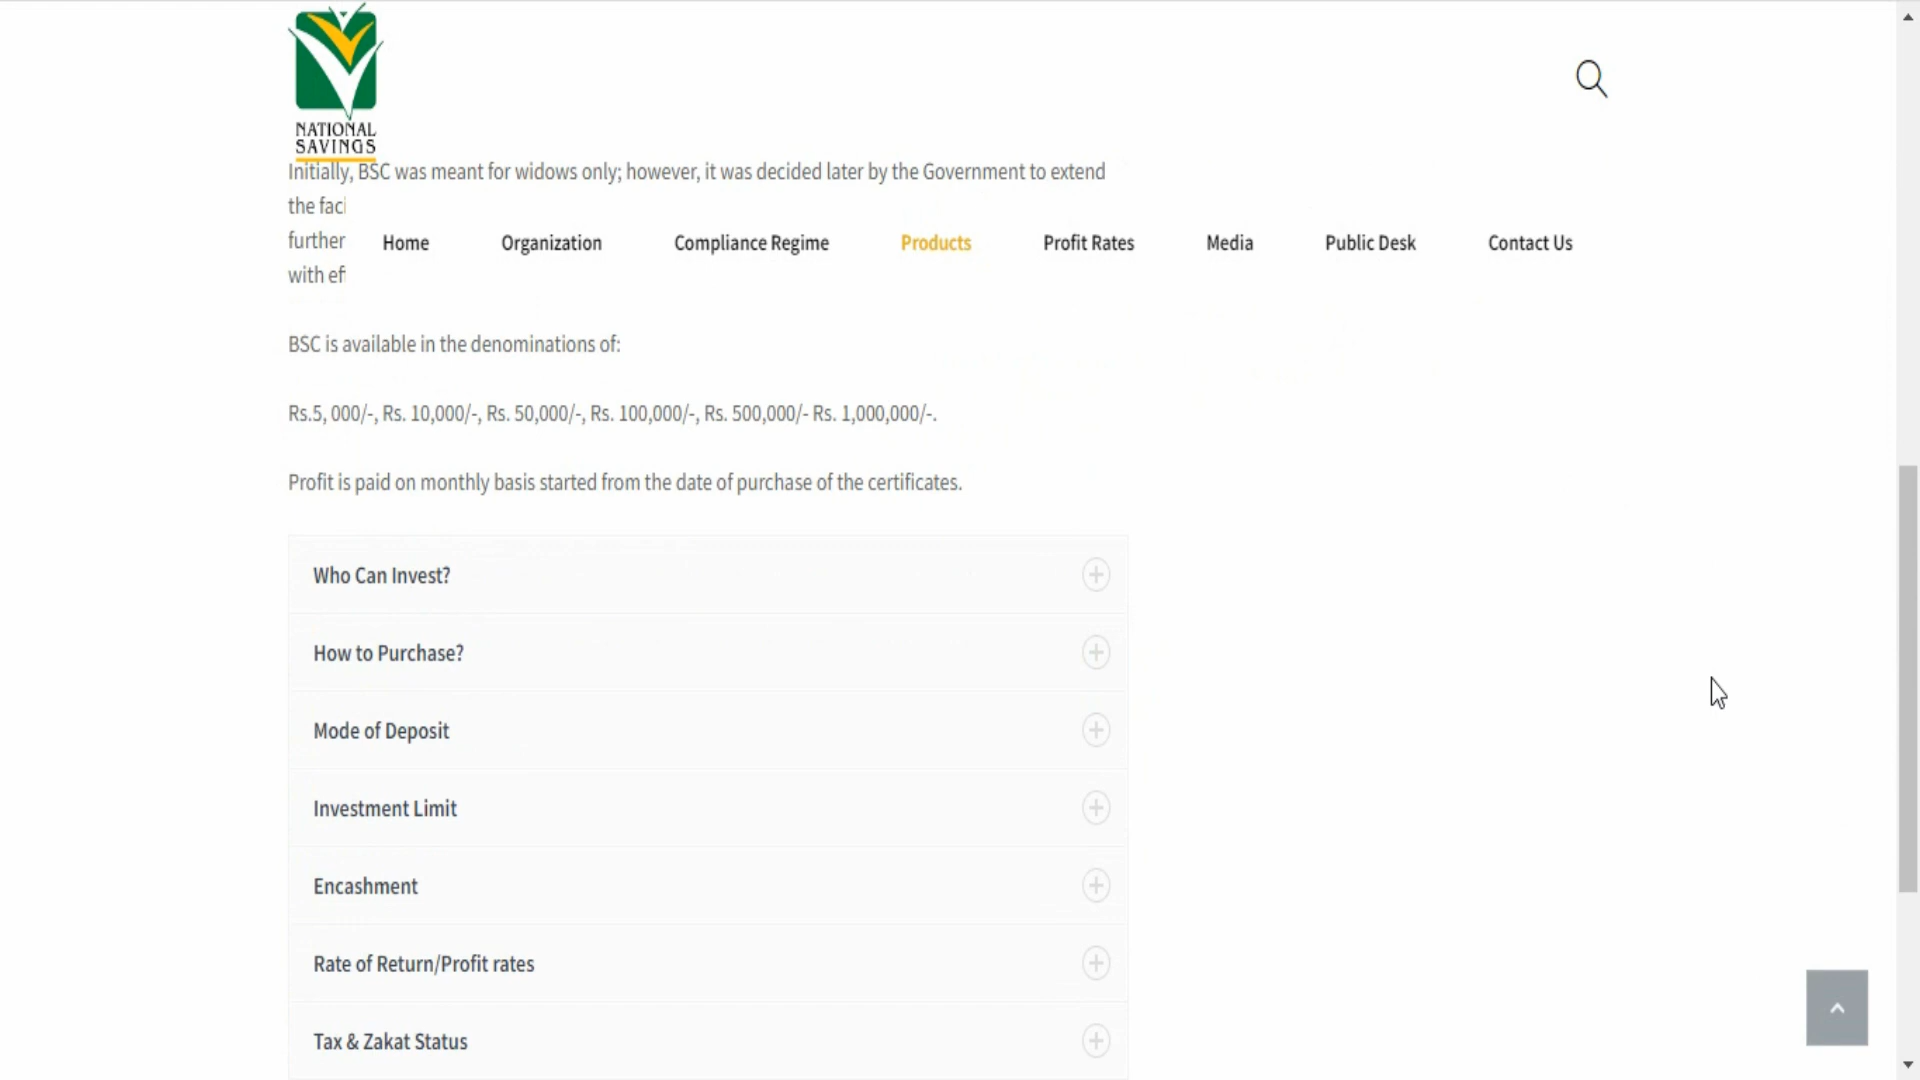 NATIONAL
SAVINGS
Initially, BSC was meant for widows only; however, it was decided later by the Government to extend
the faci
further
with ef
Home Organization Compliance Regime Products Profit Rates Media Public Desk Contact Us
BSC is available in the denominations of:
Rs.5, 000/-, Rs. 10,000/-, Rs. 50,000/-, Rs. 100,000/-, Rs. 500,000/- Rs. 1,000,000/-.
Profit is paid on monthly basis started from the date of purchase of the certificates.
Who Can Invest?
How to Purchase?
Mode of Deposit
Investment Limit
Encashment
Rate of Return/Profit rates
Tax & Zakat Status